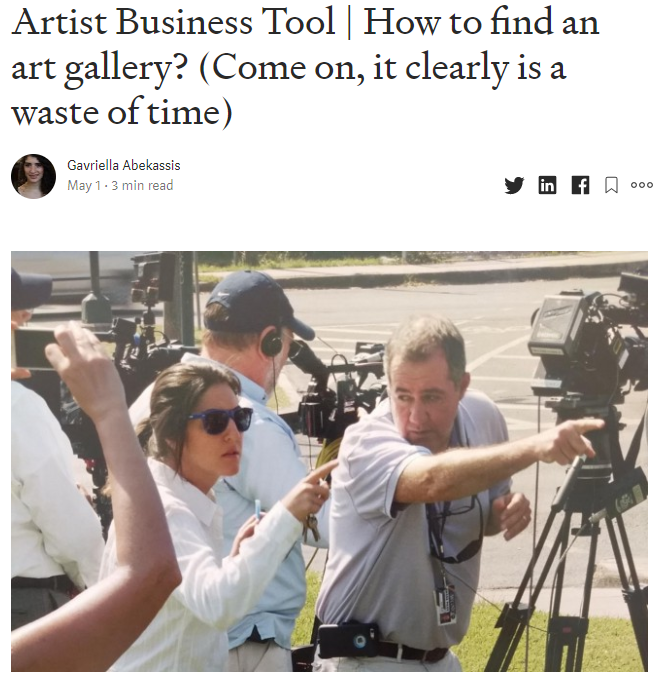 Artist Business Tool | How to find an
art gallery? (Come on, it clearly is a
waste of time)
Gavriella Abekassis
May 1 · 3 min read